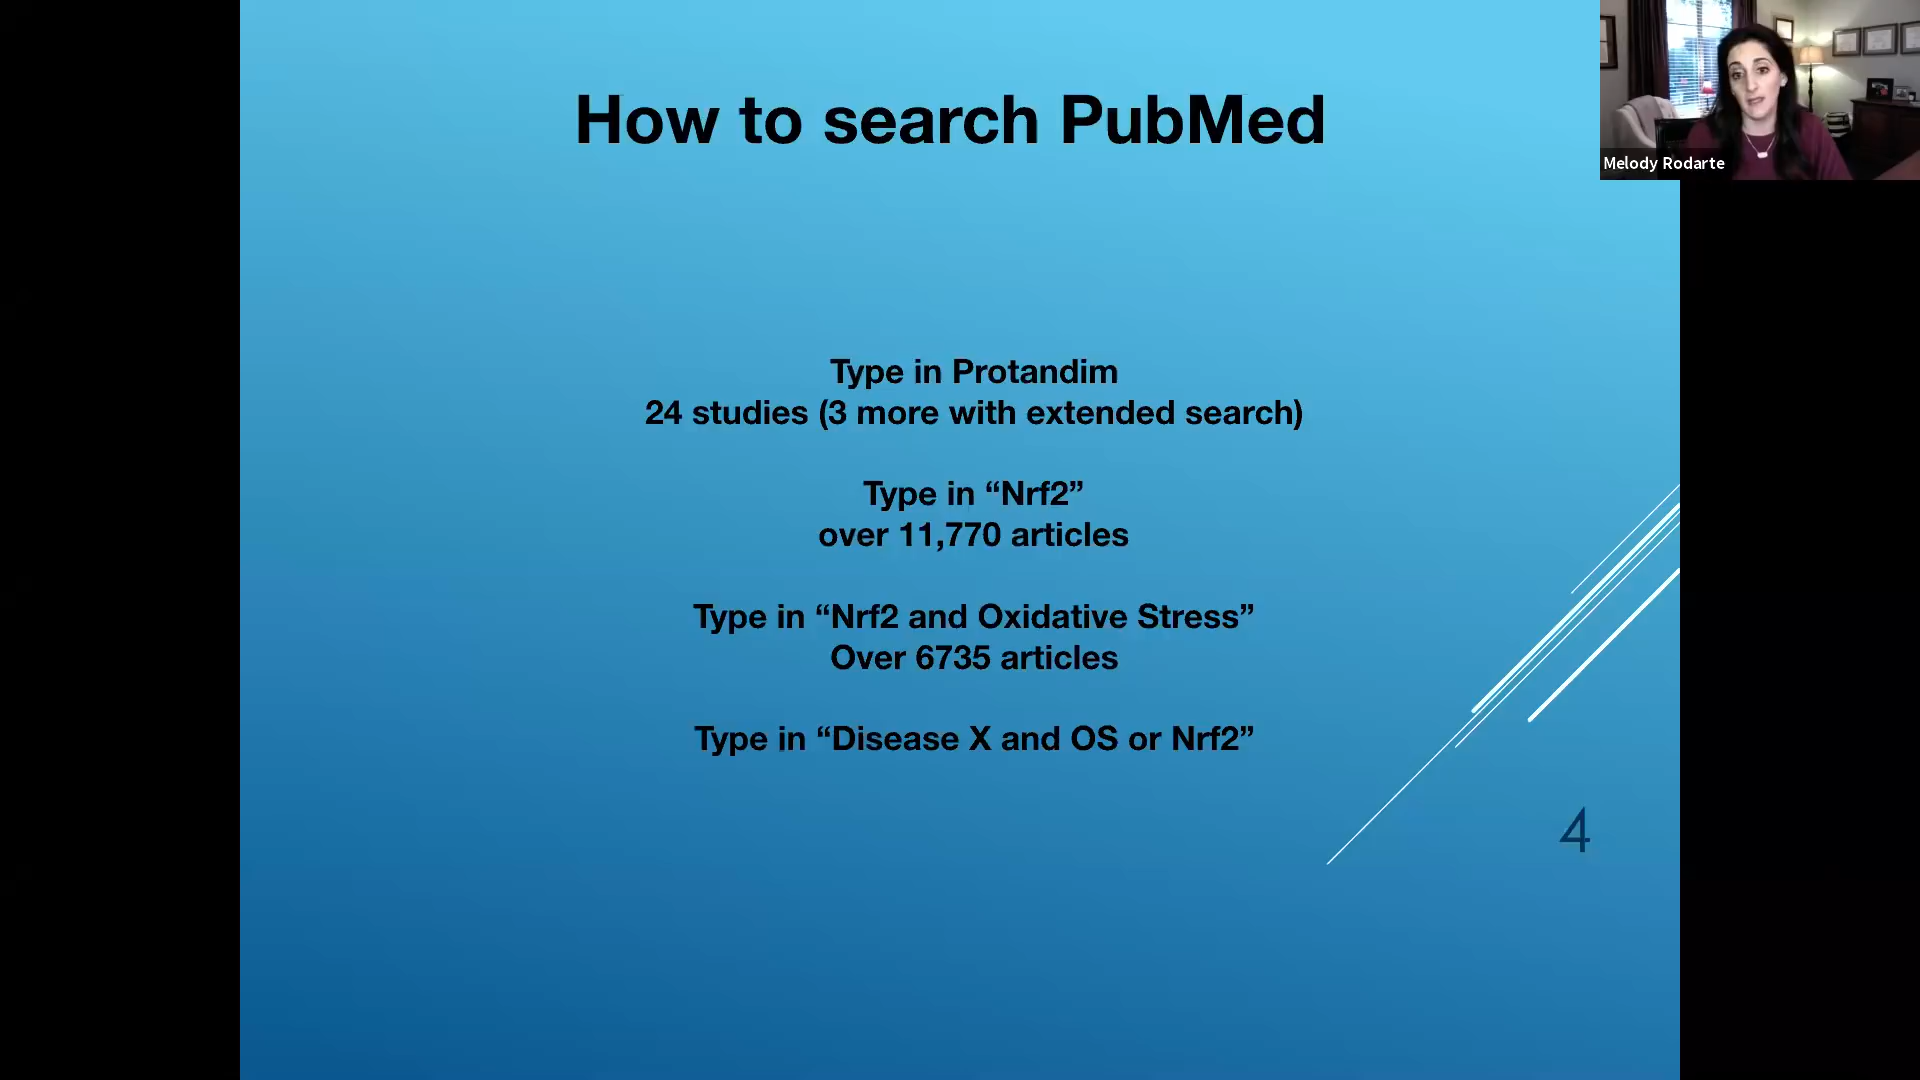 How to search PubMed
Melody Rodarte
Type in Protandim
24 studies (3 more with extended search)
Type in “Nrf2”
over 11,770 articles
Type in “Nrf2 and Oxidative Stress”
Over 6735 articles
Type in “Disease X and OS or Nrf2”
4